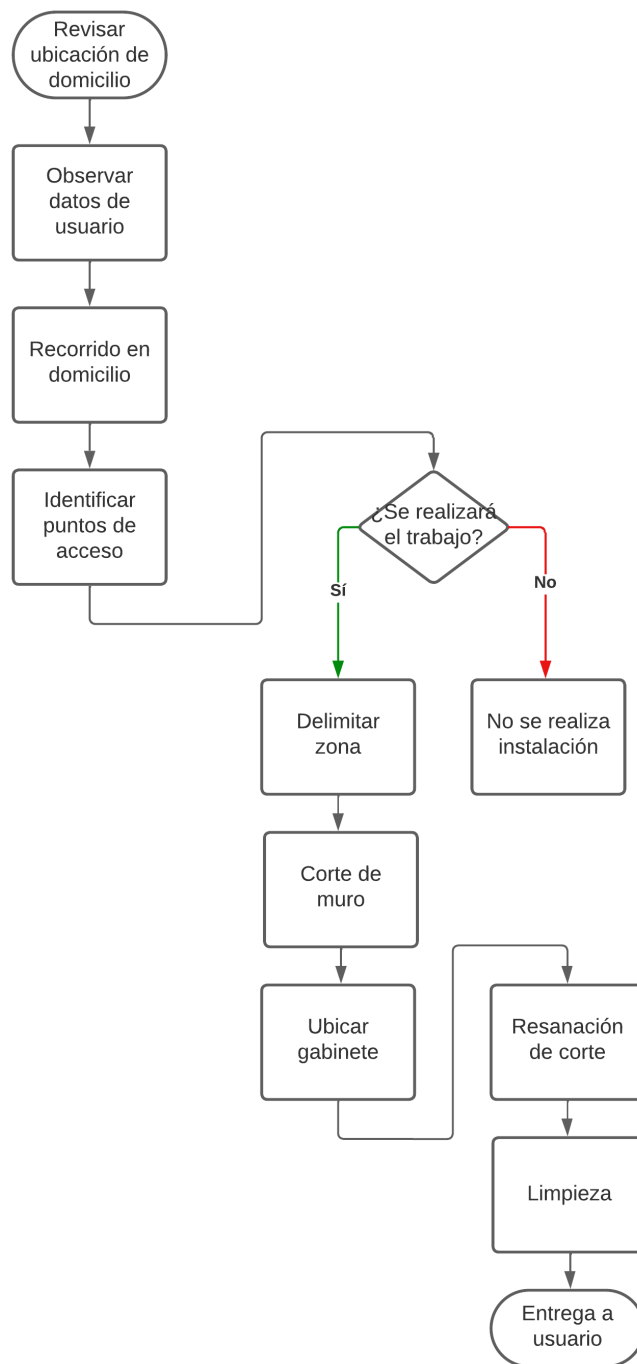 Revisar
ubicación de
domicilio
Observar
datos de
usuario
Recorrido en
domicilio
Identificar
puntos de
acceso
¿Se realizará
el trabajo?
Sí
No
Delimitar
zona
No se realiza
instalación
Corte de
muro
Ubicar
gabinete
Resanación
de corte
Limpieza
Entrega a
usuario